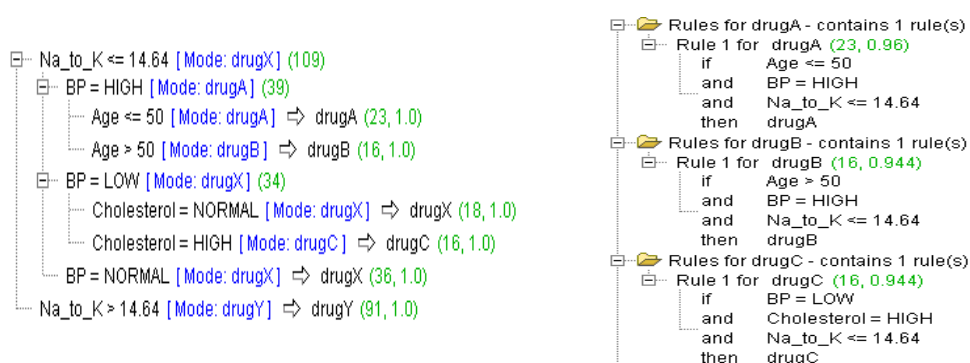 Na_to_K <= 14.64 [ Mode: drugX ] (109)
BP = HIGH [ Mode: drugA ] (39)
Age <= 50 [ Mode: drugA ] ⇨ drugA (23, 1.0)
Age > 50 [ Mode: drugB ] ⇨ drugB (16, 1.0)
BP = LOW [ Mode: drugX ] (34)
Cholesterol = NORMAL [ Mode: drugX ] ⇨ drugX (18, 1.0)
Cholesterol = HIGH [ Mode: drugC ] ⇨ drugC (16, 1.0)
BP = NORMAL [ Mode: drugX ] ⇨ drugX (36, 1.0)
Na_to_K > 14.64 [ Mode: drugY ] ⇨ drugY (91, 1.0)
Rules for drugA - contains 1 rule(s)
Rule 1 for drugA (23, 0.96)
if Age <= 50
and BP = HIGH
and Na_to_K <= 14.64
then drugA
Rules for drugB - contains 1 rule(s)
Rule 1 for drugB (16, 0.944)
if Age > 50
and BP = HIGH
and Na_to_K <= 14.64
then drugB
Rules for drugC - contains 1 rule(s)
Rule 1 for drugC (16, 0.944)
if BP = LOW
and Cholesterol = HIGH
and Na_to_K <= 14.64
then drugC